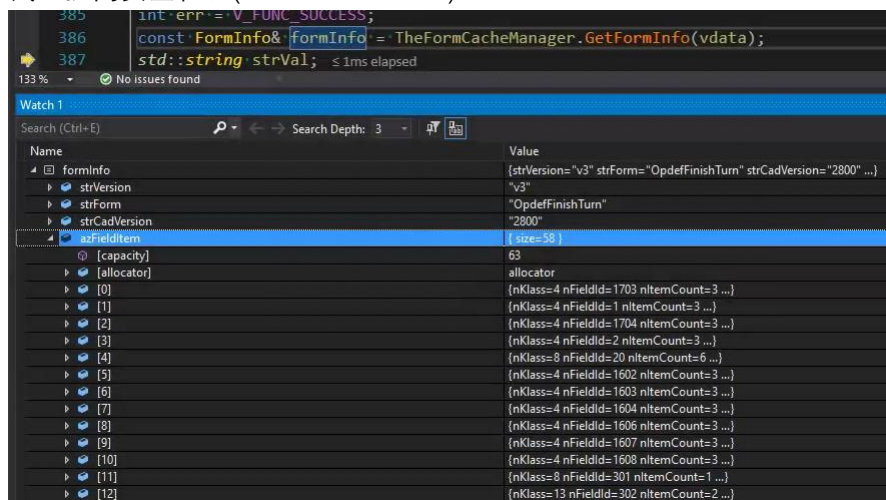 385 int err = V_FUNC_SUCCESS;
386 const FormInfo& formInfo = TheFormCacheManager.GetFormInfo(vdata);
387 std::string strVal; ≤1ms elapsed
133 % No issues found
Watch 1
Search (Ctrl+E) Search Depth: 3
Name Value
formInfo {strVersion="v3" strForm="OpdefFinishTurn" strCadVersion="2800" ...}
strVersion "v3"
strForm "OpdefFinishTurn"
strCadVersion "2800"
azFieldItem { size=58 }
[capacity] 63
[allocator] allocator
[0] {nKlass=4 nFieldId=1703 nItemCount=3 ...}
[1] {nKlass=4 nFieldId=1 nItemCount=3 ...}
[2] {nKlass=4 nFieldId=1704 nItemCount=3 ...}
[3] {nKlass=4 nFieldId=2 nItemCount=3 ...}
[4] {nKlass=8 nFieldId=20 nItemCount=6 ...}
[5] {nKlass=4 nFieldId=1602 nItemCount=3 ...}
[6] {nKlass=4 nFieldId=1603 nItemCount=3 ...}
[7] {nKlass=4 nFieldId=1604 nItemCount=3 ...}
[8] {nKlass=4 nFieldId=1606 nItemCount=3 ...}
[9] {nKlass=4 nFieldId=1607 nItemCount=3 ...}
[10] {nKlass=4 nFieldId=1608 nItemCount=3 ...}
[11] {nKlass=8 nFieldId=301 nItemCount=1 ...}
[12] {nKlass=13 nFieldId=302 nItemCount=2 ...}